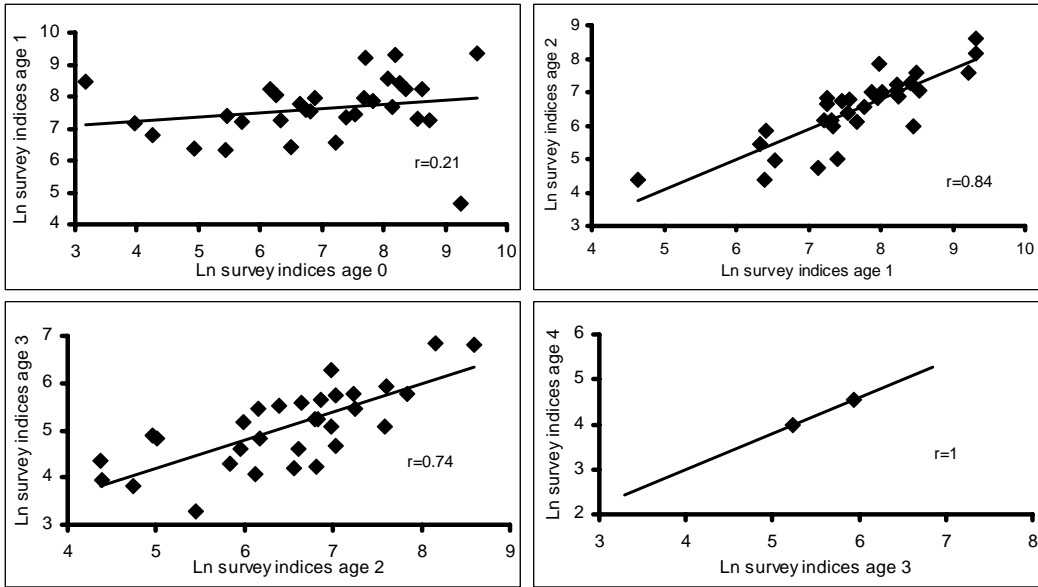 Ln survey indices age 1
10
9
8
7
6
5
4
3 4 5 6 7 8 9 10
Ln survey indices age 0
r=0.21
Ln survey indices age 2
9
8
7
6
5
4
3
4 5 6 7 8 9 10
Ln survey indices age 1
r=0.84
Ln survey indices age 3
7
6
5
4
3
4 5 6 7 8 9
Ln survey indices age 2
r=0.74
Ln survey indices age 4
6
5
4
3
2
3 4 5 6 7 8
Ln survey indices age 3
r=1